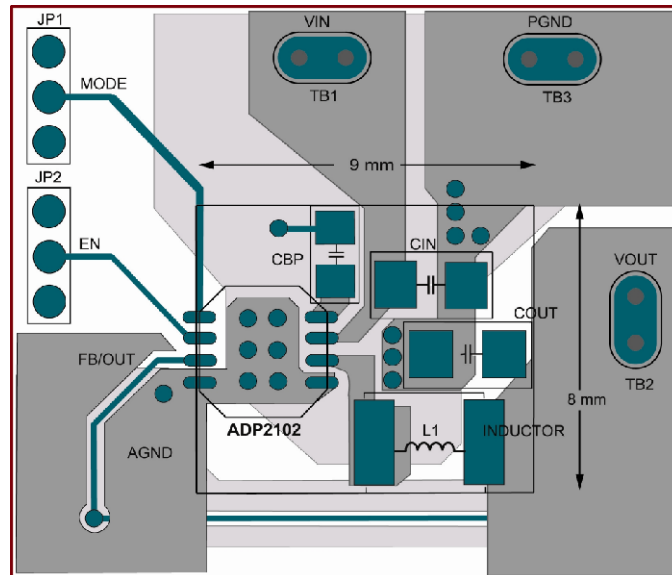 JP1
VIN
PGND
MODE
TB1
TB3
9 mm
JP2
EN
CBP
CIN
VOUT
COUT
FB/OUT
TB2
8 mm
ADP2102
L1
INDUCTOR
AGND